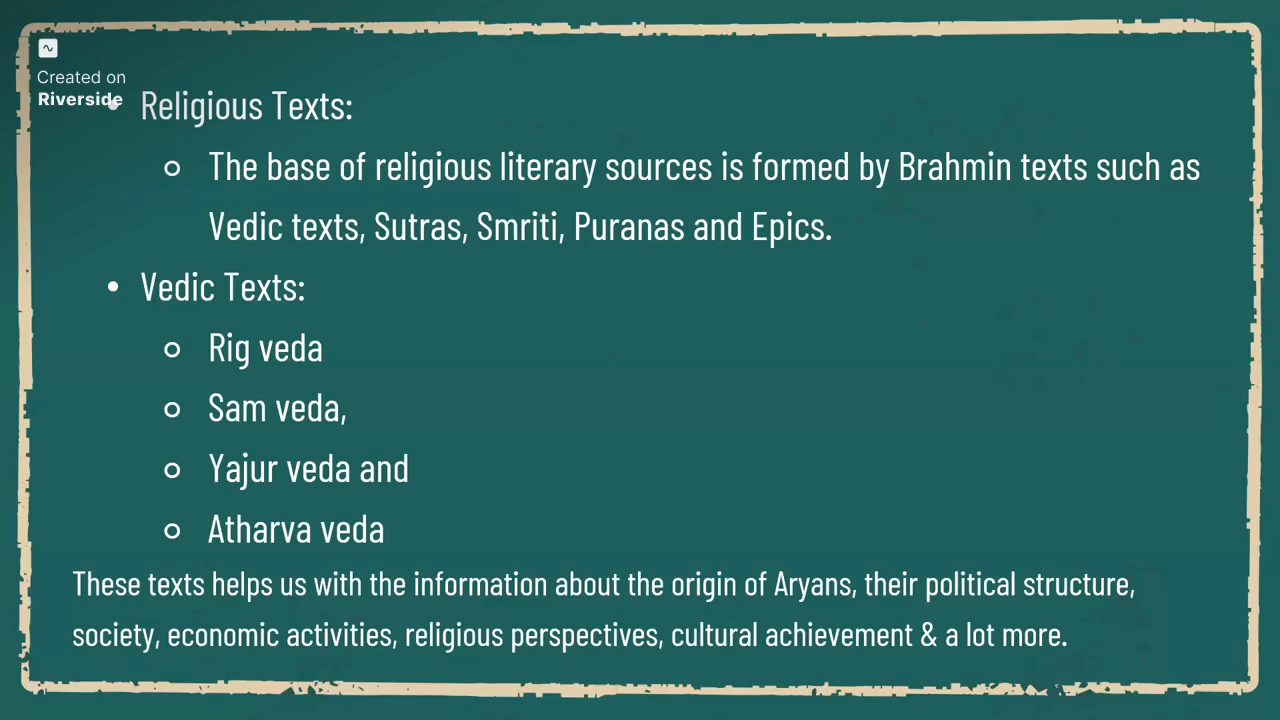 Created on
Riverside
• Religious Texts:
○ The base of religious literary sources is formed by Brahmin texts such as
Vedic texts, Sutras, Smriti, Puranas and Epics.
• Vedic Texts:
○ Rig veda
○ Sam veda,
○ Yajur veda and
○ Atharva veda
These texts helps us with the information about the origin of Aryans, their political structure,
society, economic activities, religious perspectives, cultural achievement & a lot more.